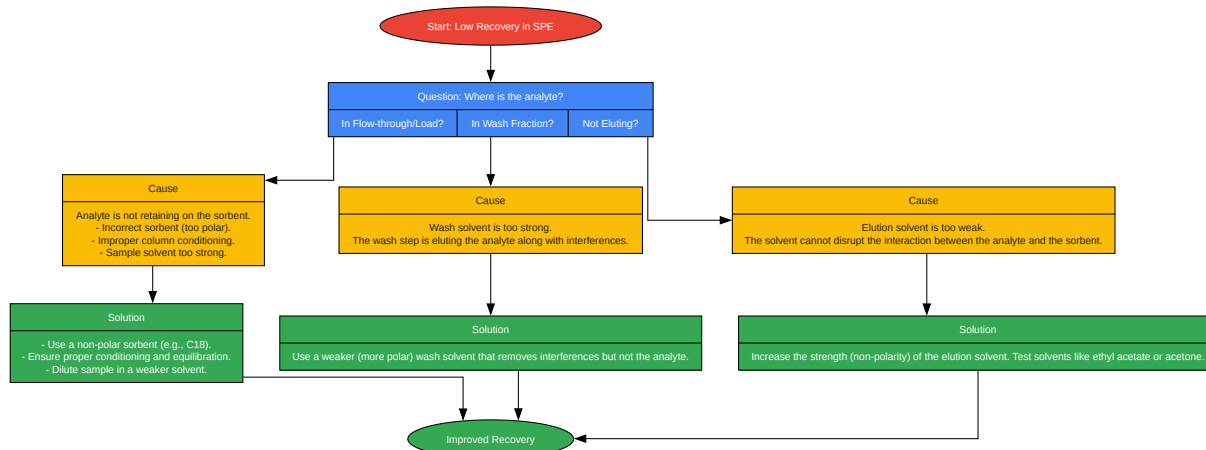 Start: Low Recovery in SPE
Question: Where is the analyte?
In Flow-through/Load?
In Wash Fraction?
Not Eluting?
Cause
Analyte is not retaining on the sorbent.
- Incorrect sorbent (too polar).
- Improper column conditioning.
- Sample solvent too strong.
Cause
Wash solvent is too strong.
The wash step is eluting the analyte along with interferences.
Cause
Elution solvent is too weak.
The solvent cannot disrupt the interaction between the analyte and the sorbent.
Solution
- Use a non-polar sorbent (e.g., C18).
- Ensure proper conditioning and equilibration.
- Dilute sample in a weaker solvent.
Solution
Use a weaker (more polar) wash solvent that removes interferences but not the analyte.
Solution
Increase the strength (non-polarity) of the elution solvent. Test solvents like ethyl acetate or acetone.
Improved Recovery